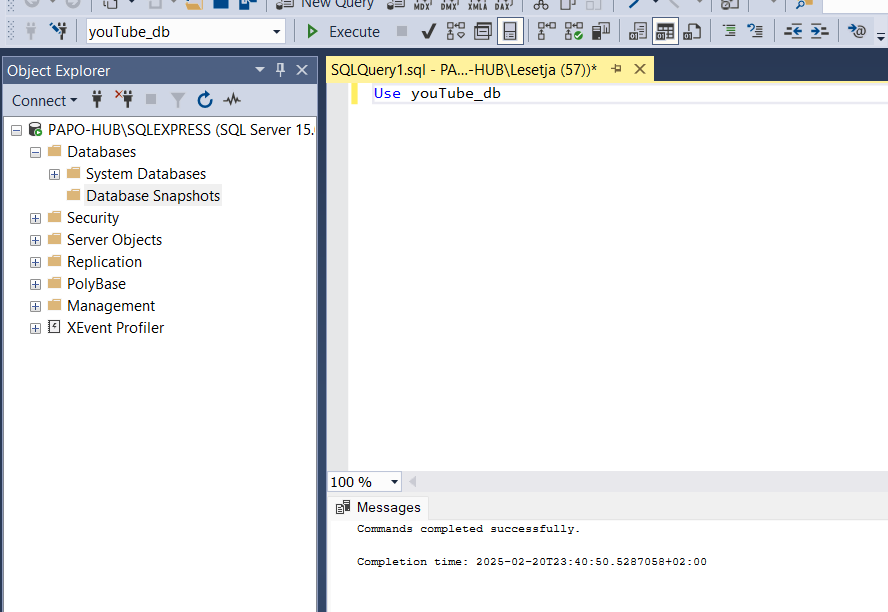 New Query
MDX
DMX
XMLA
DAX
youTube_db
Execute
Object Explorer
Connect
PAPO-HUB\SQLEXPRESS (SQL Server 15.
Databases
System Databases
Database Snapshots
Security
Server Objects
Replication
PolyBase
Management
XEvent Profiler
SQLQuery1.sql - PA...-HUB\Lesetja (57))*
Use youTube_db
100 %
Messages
Commands completed successfully.
Completion time: 2025-02-20T23:40:50.5287058+02:00